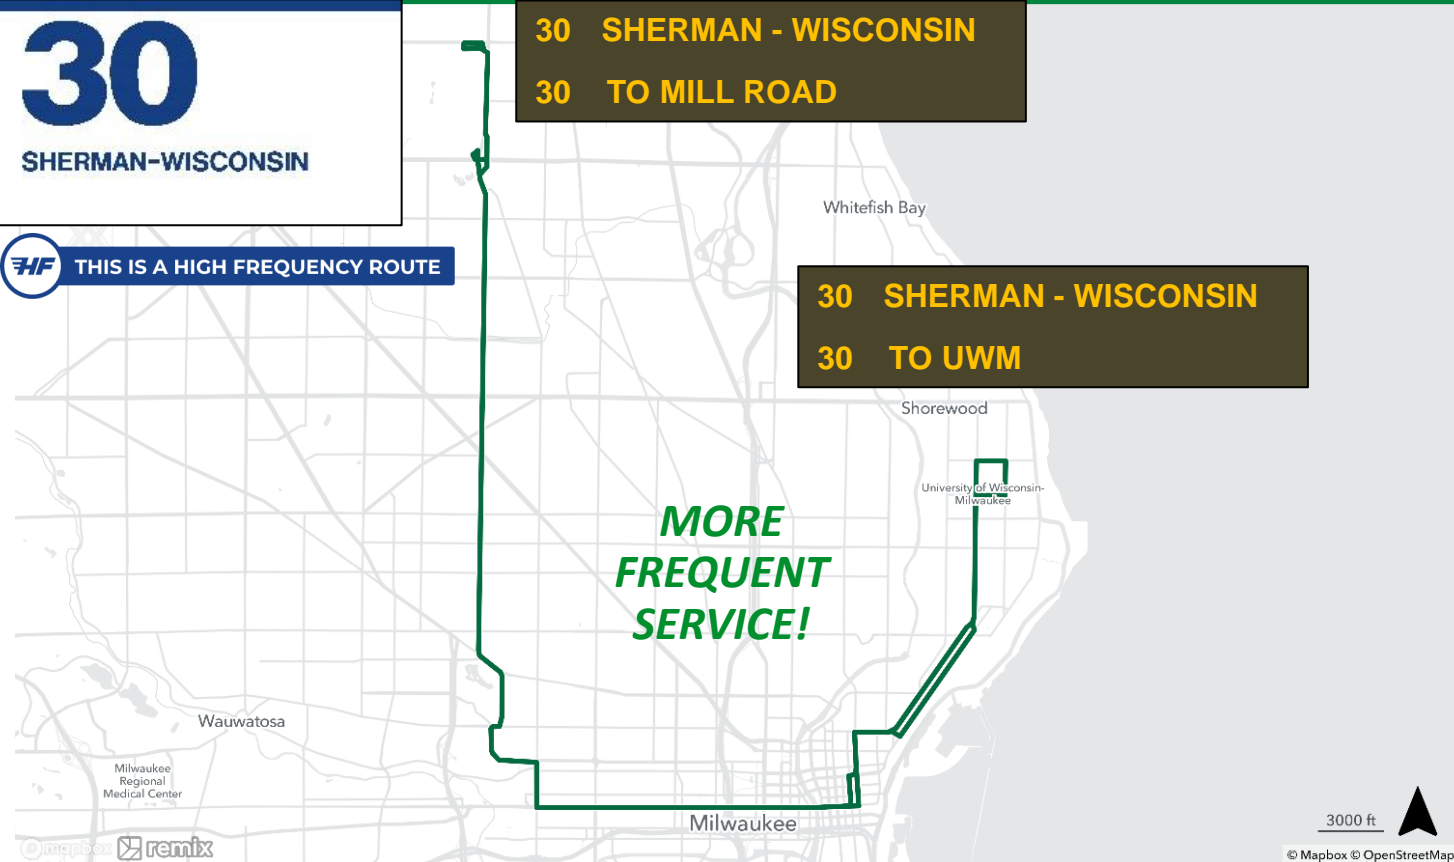 30
SHERMAN-WISCONSIN
HF THIS IS A HIGH FREQUENCY ROUTE
30 SHERMAN - WISCONSIN
30 TO MILL ROAD
Whitefish Bay
30 SHERMAN - WISCONSIN
30 TO UWM
Shorewood
University of Wisconsin-
Milwaukee
MORE
FREQUENT
SERVICE!
Wauwatosa
Milwaukee
Regional
Medical Center
Milwaukee
3000 ft
mapbox remix
© Mapbox © OpenStreetMap